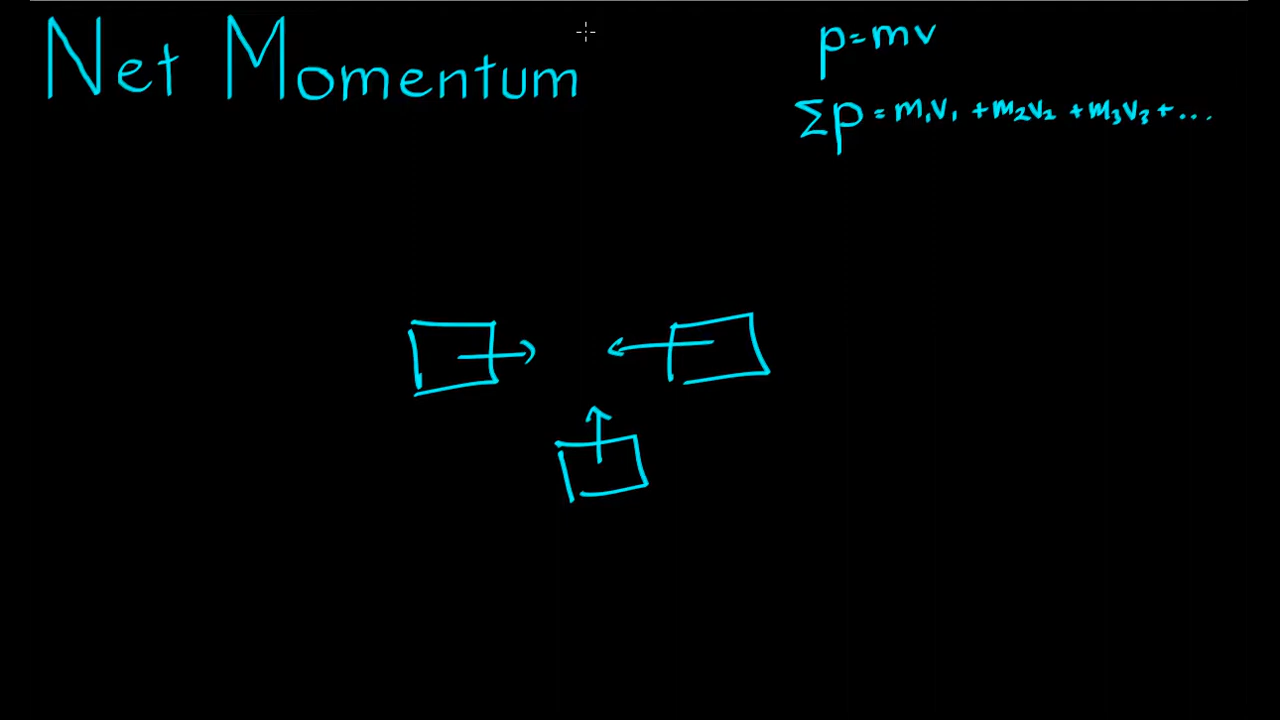 Net Momentum
p=mv
Σp=m₁v₁+m₂v₂+m₃v₃+...